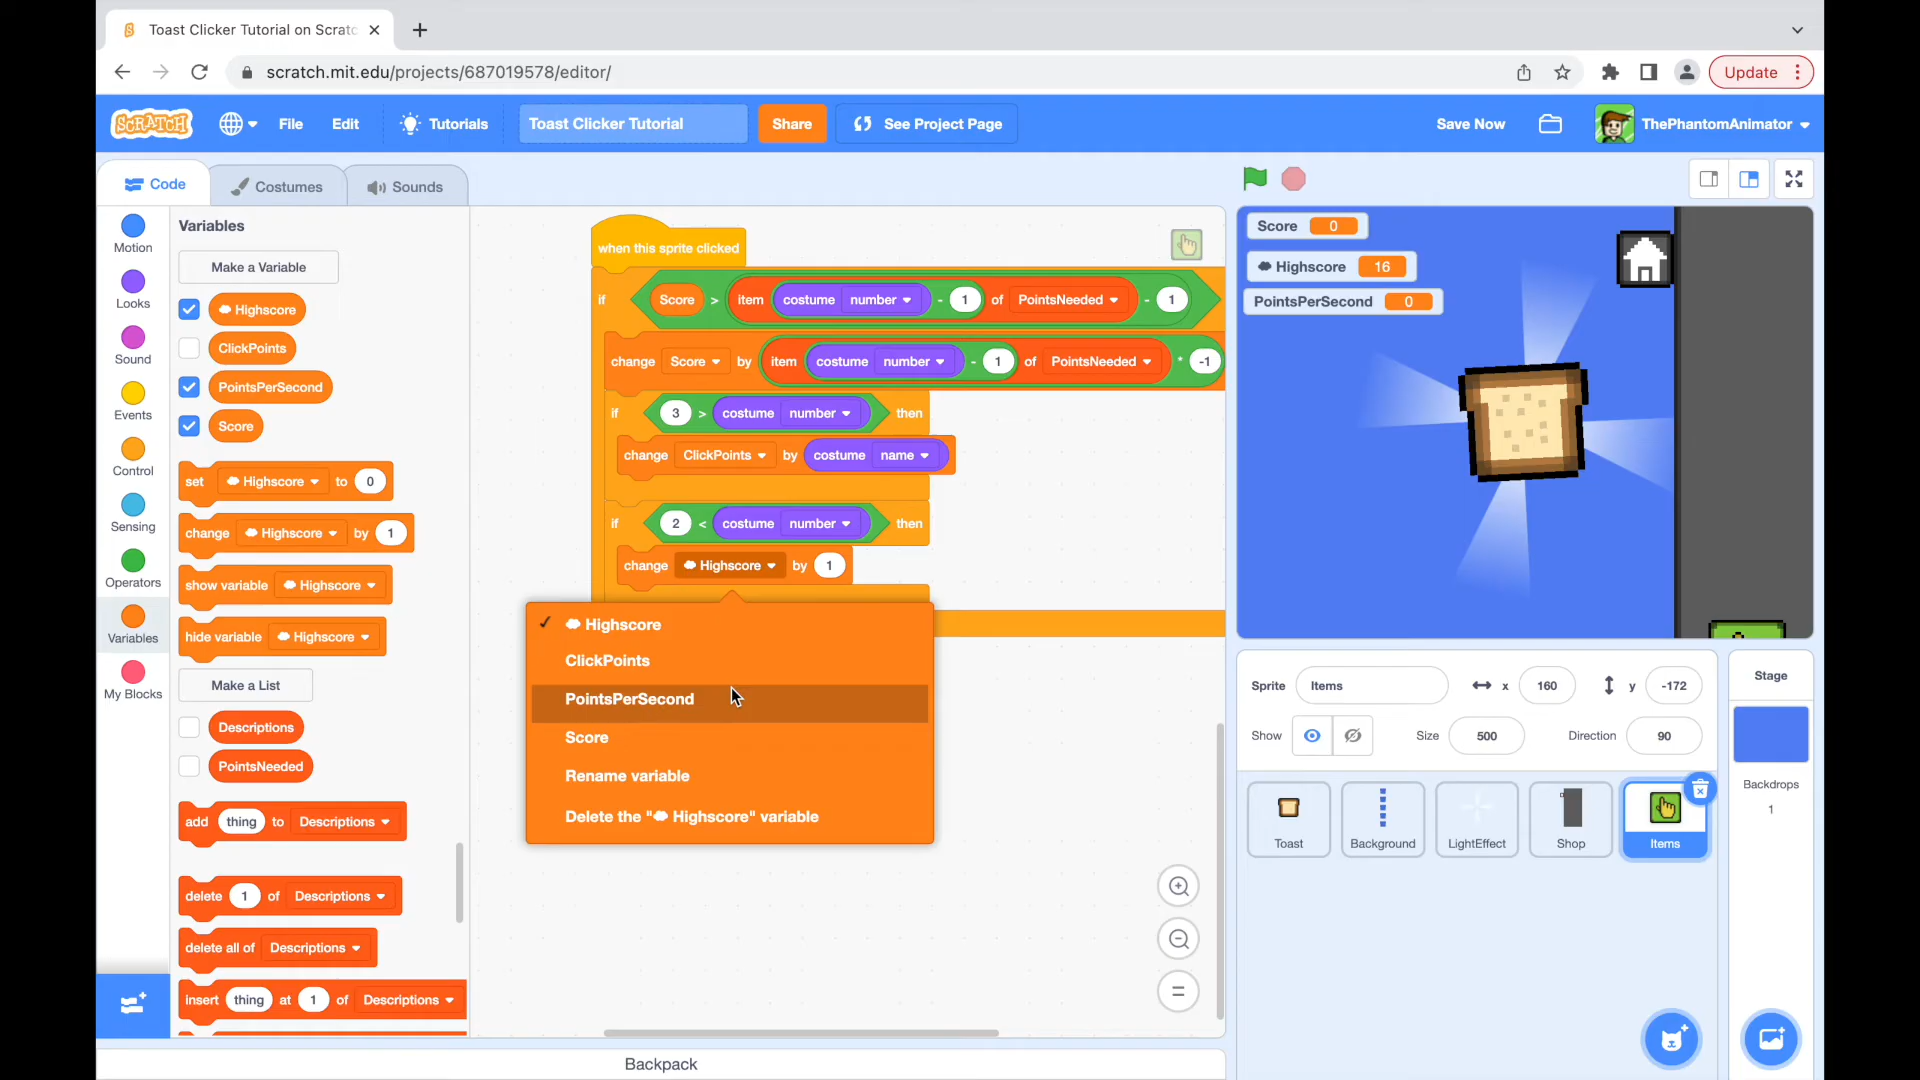 Toast Clicker Tutorial on Scratc
scratch.mit.edu/projects/687019578/editor/
Update
SCRATCH
File
Edit
Tutorials
Toast Clicker Tutorial
Share
See Project Page
Save Now
ThePhantomAnimator
Code
Costumes
Sounds
Motion
Looks
Sound
Events
Control
Sensing
Operators
Variables
My Blocks
Variables
Make a Variable
Highscore
ClickPoints
PointsPerSecond
Score
set Highscore to 0
change Highscore by 1
show variable Highscore
hide variable Highscore
Make a List
Descriptions
PointsNeeded
add thing to Descriptions
delete 1 of Descriptions
delete all of Descriptions
insert thing at 1 of Descriptions
when this sprite clicked
if Score > item costume number - 1 of PointsNeeded - 1
change Score by item costume number - 1 of PointsNeeded * -1
if 3 > costume number then
change ClickPoints by costume name
if 2 < costume number then
change Highscore by 1
✓ Highscore
ClickPoints
PointsPerSecond
Score
Rename variable
Delete the "Highscore" variable
Backpack
Score 0
Highscore 16
PointsPerSecond 0
Sprite Items x 160 y -172
Show Size 500 Direction 90
Toast
Background
LightEffect
Shop
Items
Stage
Backdrops
1